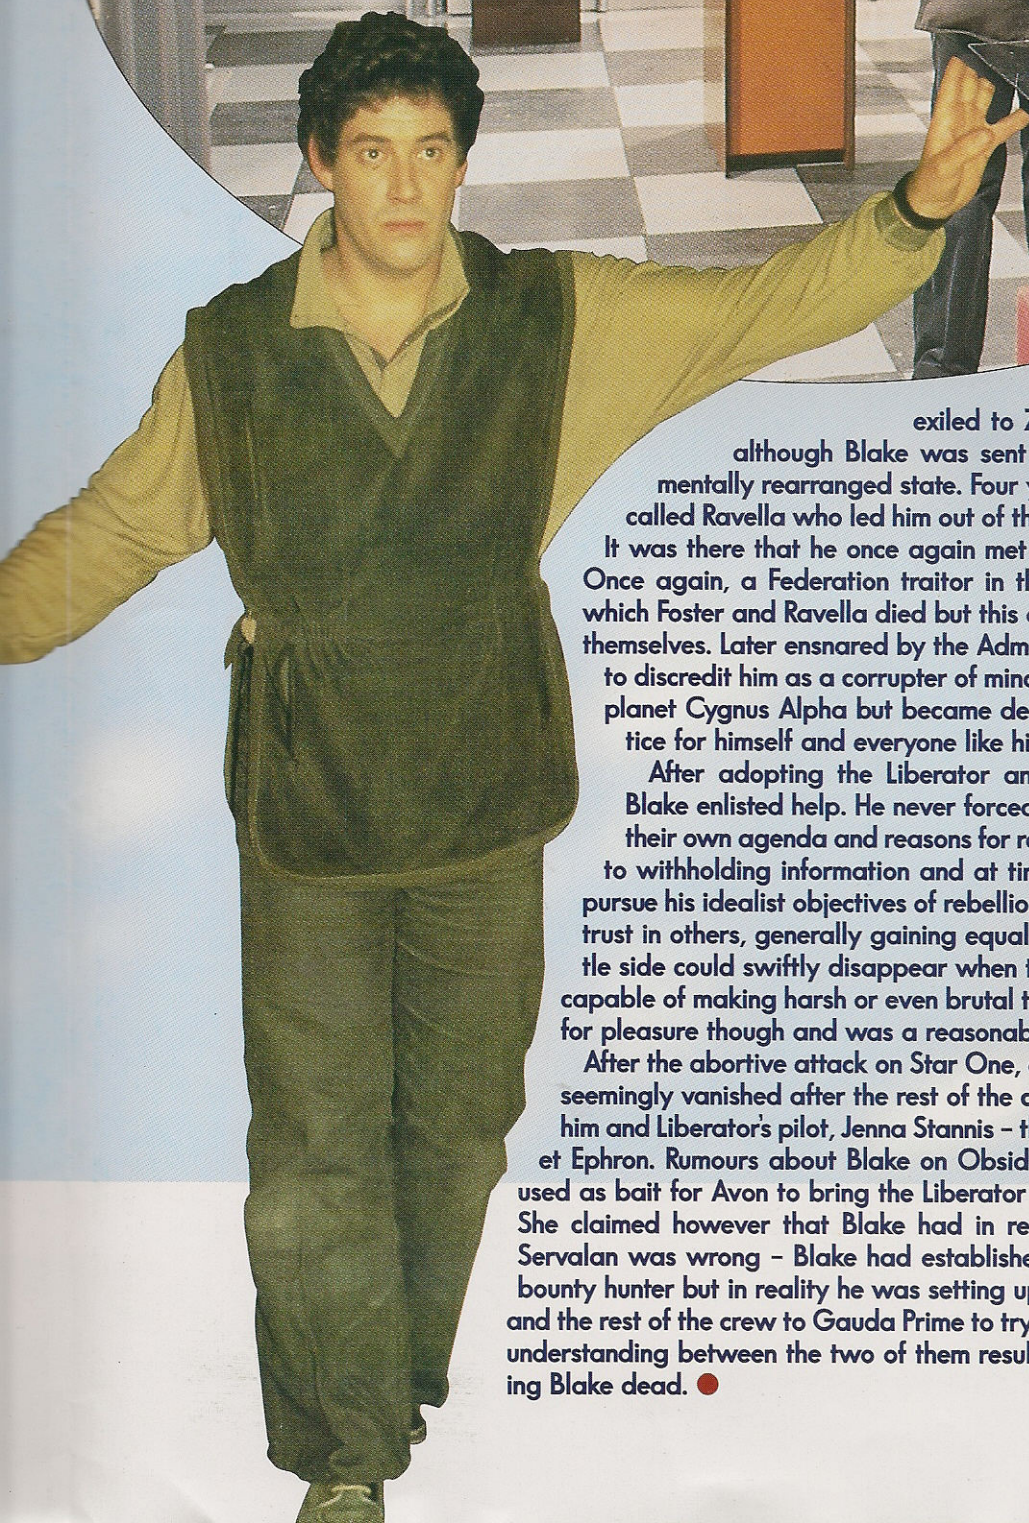 exiled to
although Blake was sent
mentally rearranged state. Four
called Ravella who led him out of
It was there that he once again met
Once again, a Federation traitor in
which Foster and Ravella died but this
themselves. Later ensnared by the Adm
to discredit him as a corrupter of
planet Cygnus Alpha but became de
tice for himself and everyone like
After adopting the Liberator
Blake enlisted help. He never forced
their own agenda and reasons for
to withholding information and at
pursue his idealist objectives of rebellio
trust in others, generally gaining equal
tle side could swiftly disappear when
capable of making harsh or even brutal
for pleasure though and was a reasonab
After the abortive attack on Star One,
seemingly vanished after the rest of the
him and Liberator's pilot, Jenna Stannis –
et Ephron. Rumours about Blake on Obsid
used as bait for Avon to bring the Liberator
She claimed however that Blake had in re
Servalan was wrong – Blake had establishe
bounty hunter but in reality he was setting
and the rest of the crew to Gauda Prime to try
understanding between the two of them resul
ing Blake dead.